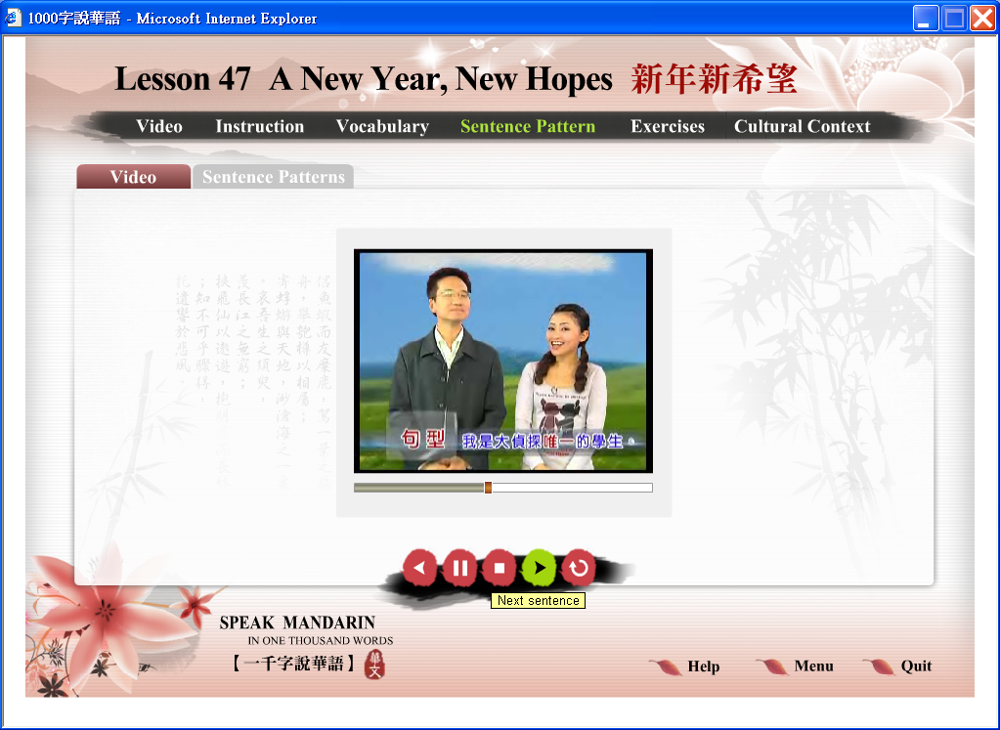 1000字說華語 - Microsoft Internet Explorer
Lesson 47 A New Year, New Hopes 新年新希望
Video Instruction Vocabulary Sentence Pattern Exercises Cultural Context
Video Sentence Patterns
句型 我是大偵探唯一的學生。
Next sentence
SPEAK MANDARIN
IN ONE THOUSAND WORDS
【一千字說華語】 華文
Help Menu Quit